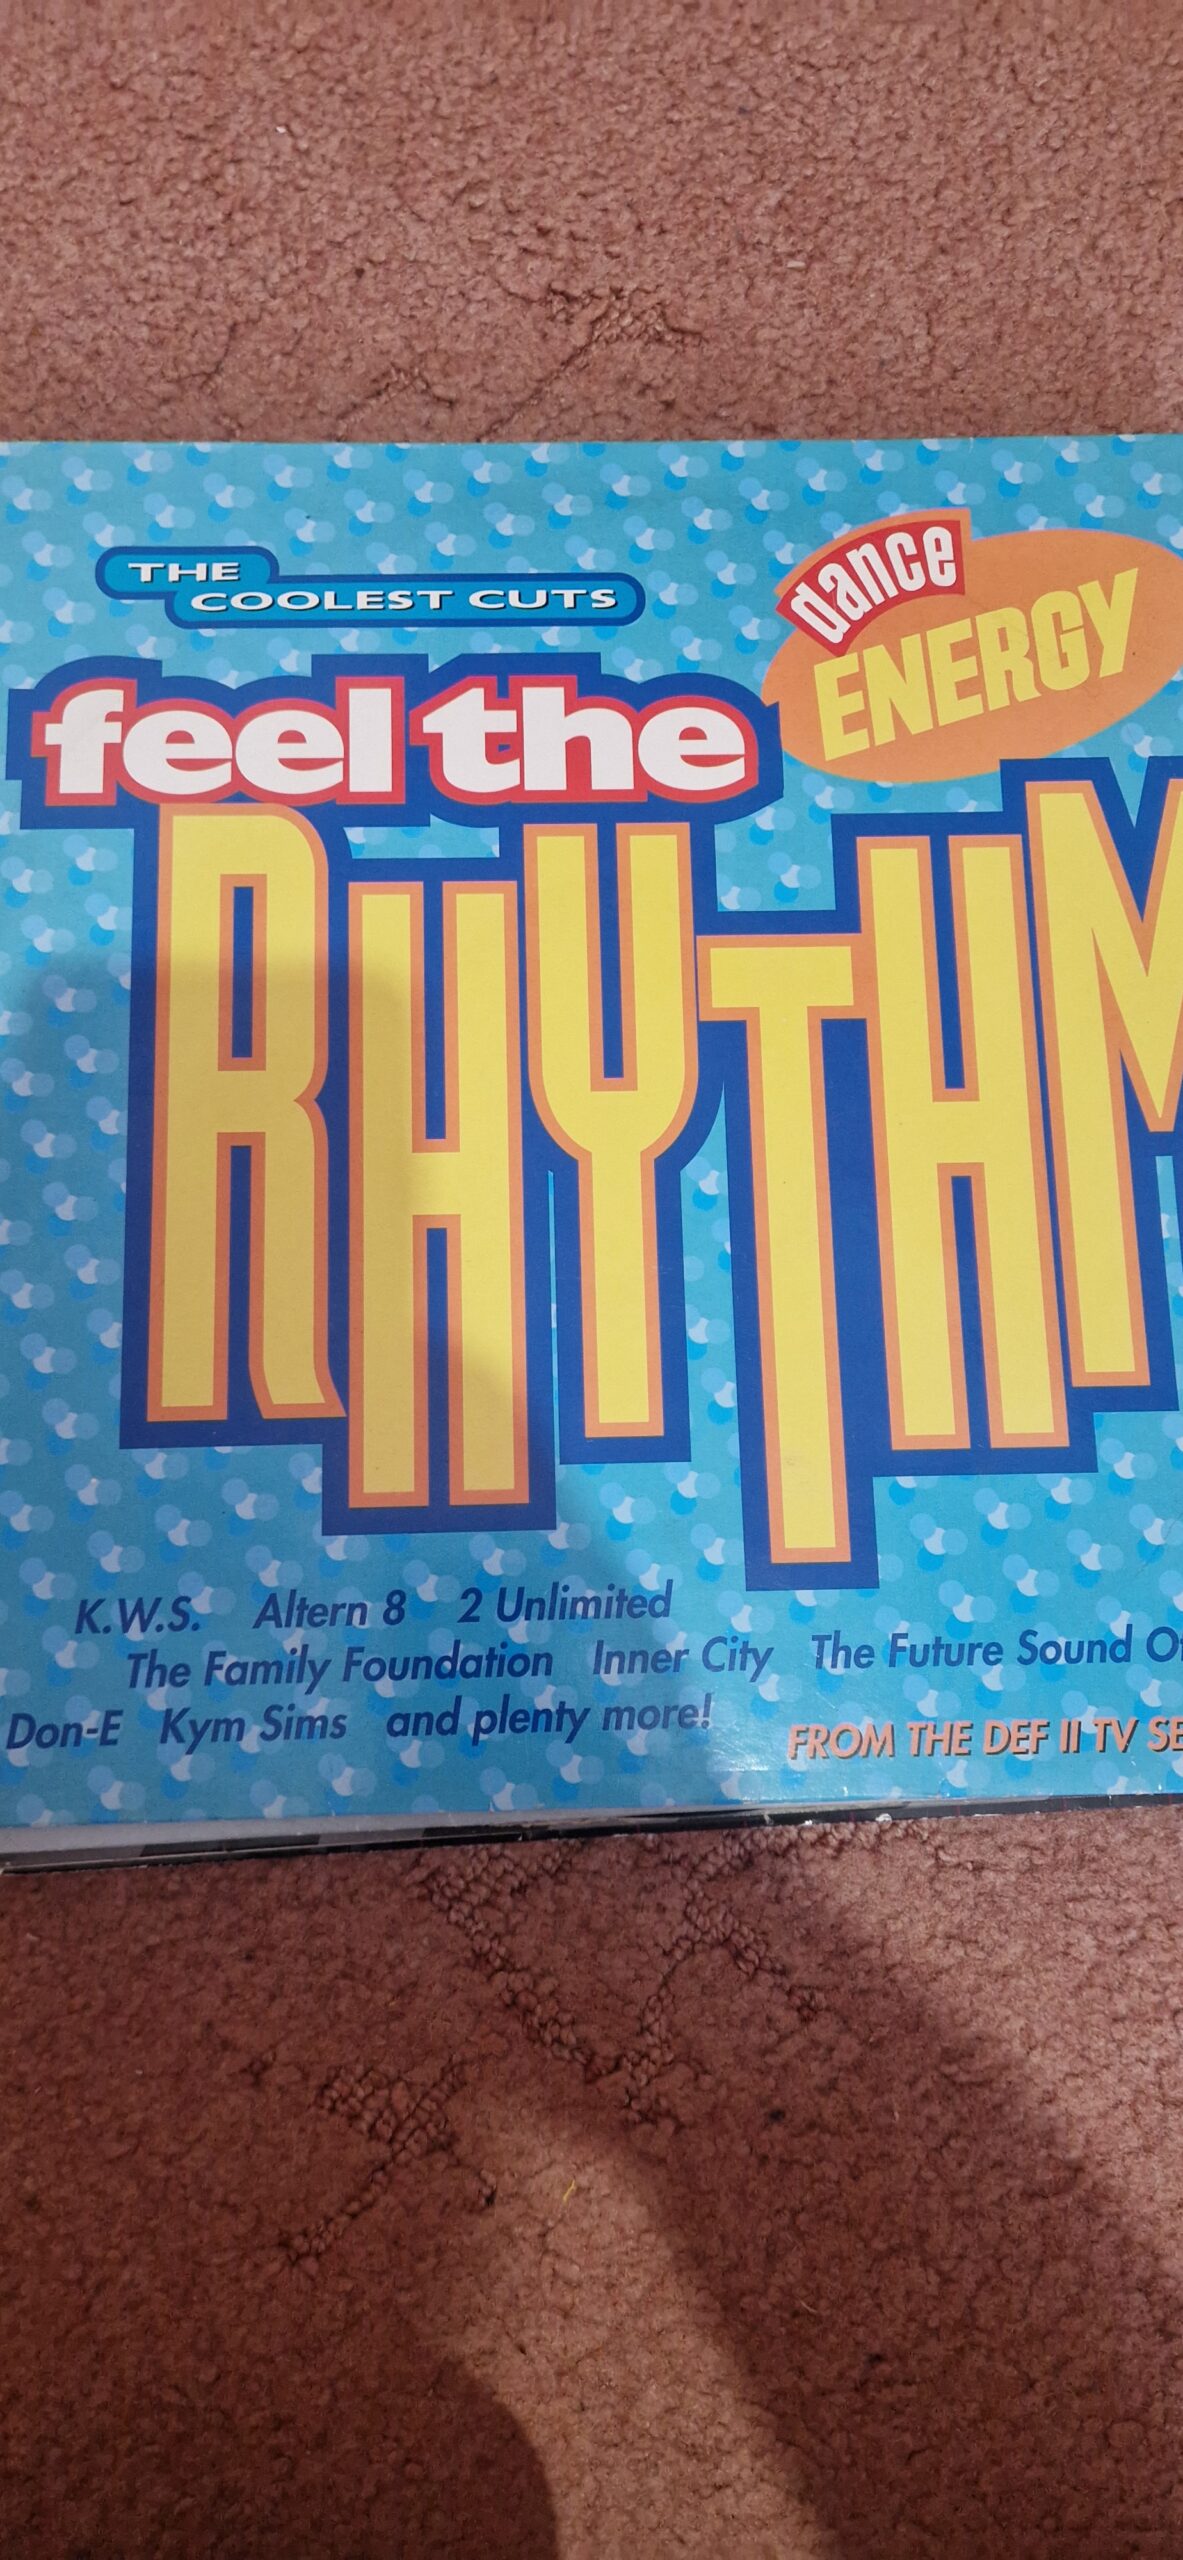 THE
COOLEST CUTS
dance
ENERGY
feel the
RHYTHM
K.W.S. Altern 8 2 Unlimited
The Family Foundation Inner City The Future Sound Of
Don-E Kym Sims and plenty more!
FROM THE DEF II TV SE